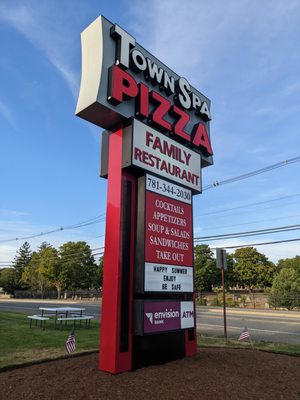 Town Spa
PIZZA
FAMILY
RESTAURANT
781-344-2030
COCKTAILS
APPETIZERS
SOUP & SALADS
SANDWICHES
TAKE OUT
HAPPY SUMMER
ENJOY
BE SAFE
envision
BANK
ATM